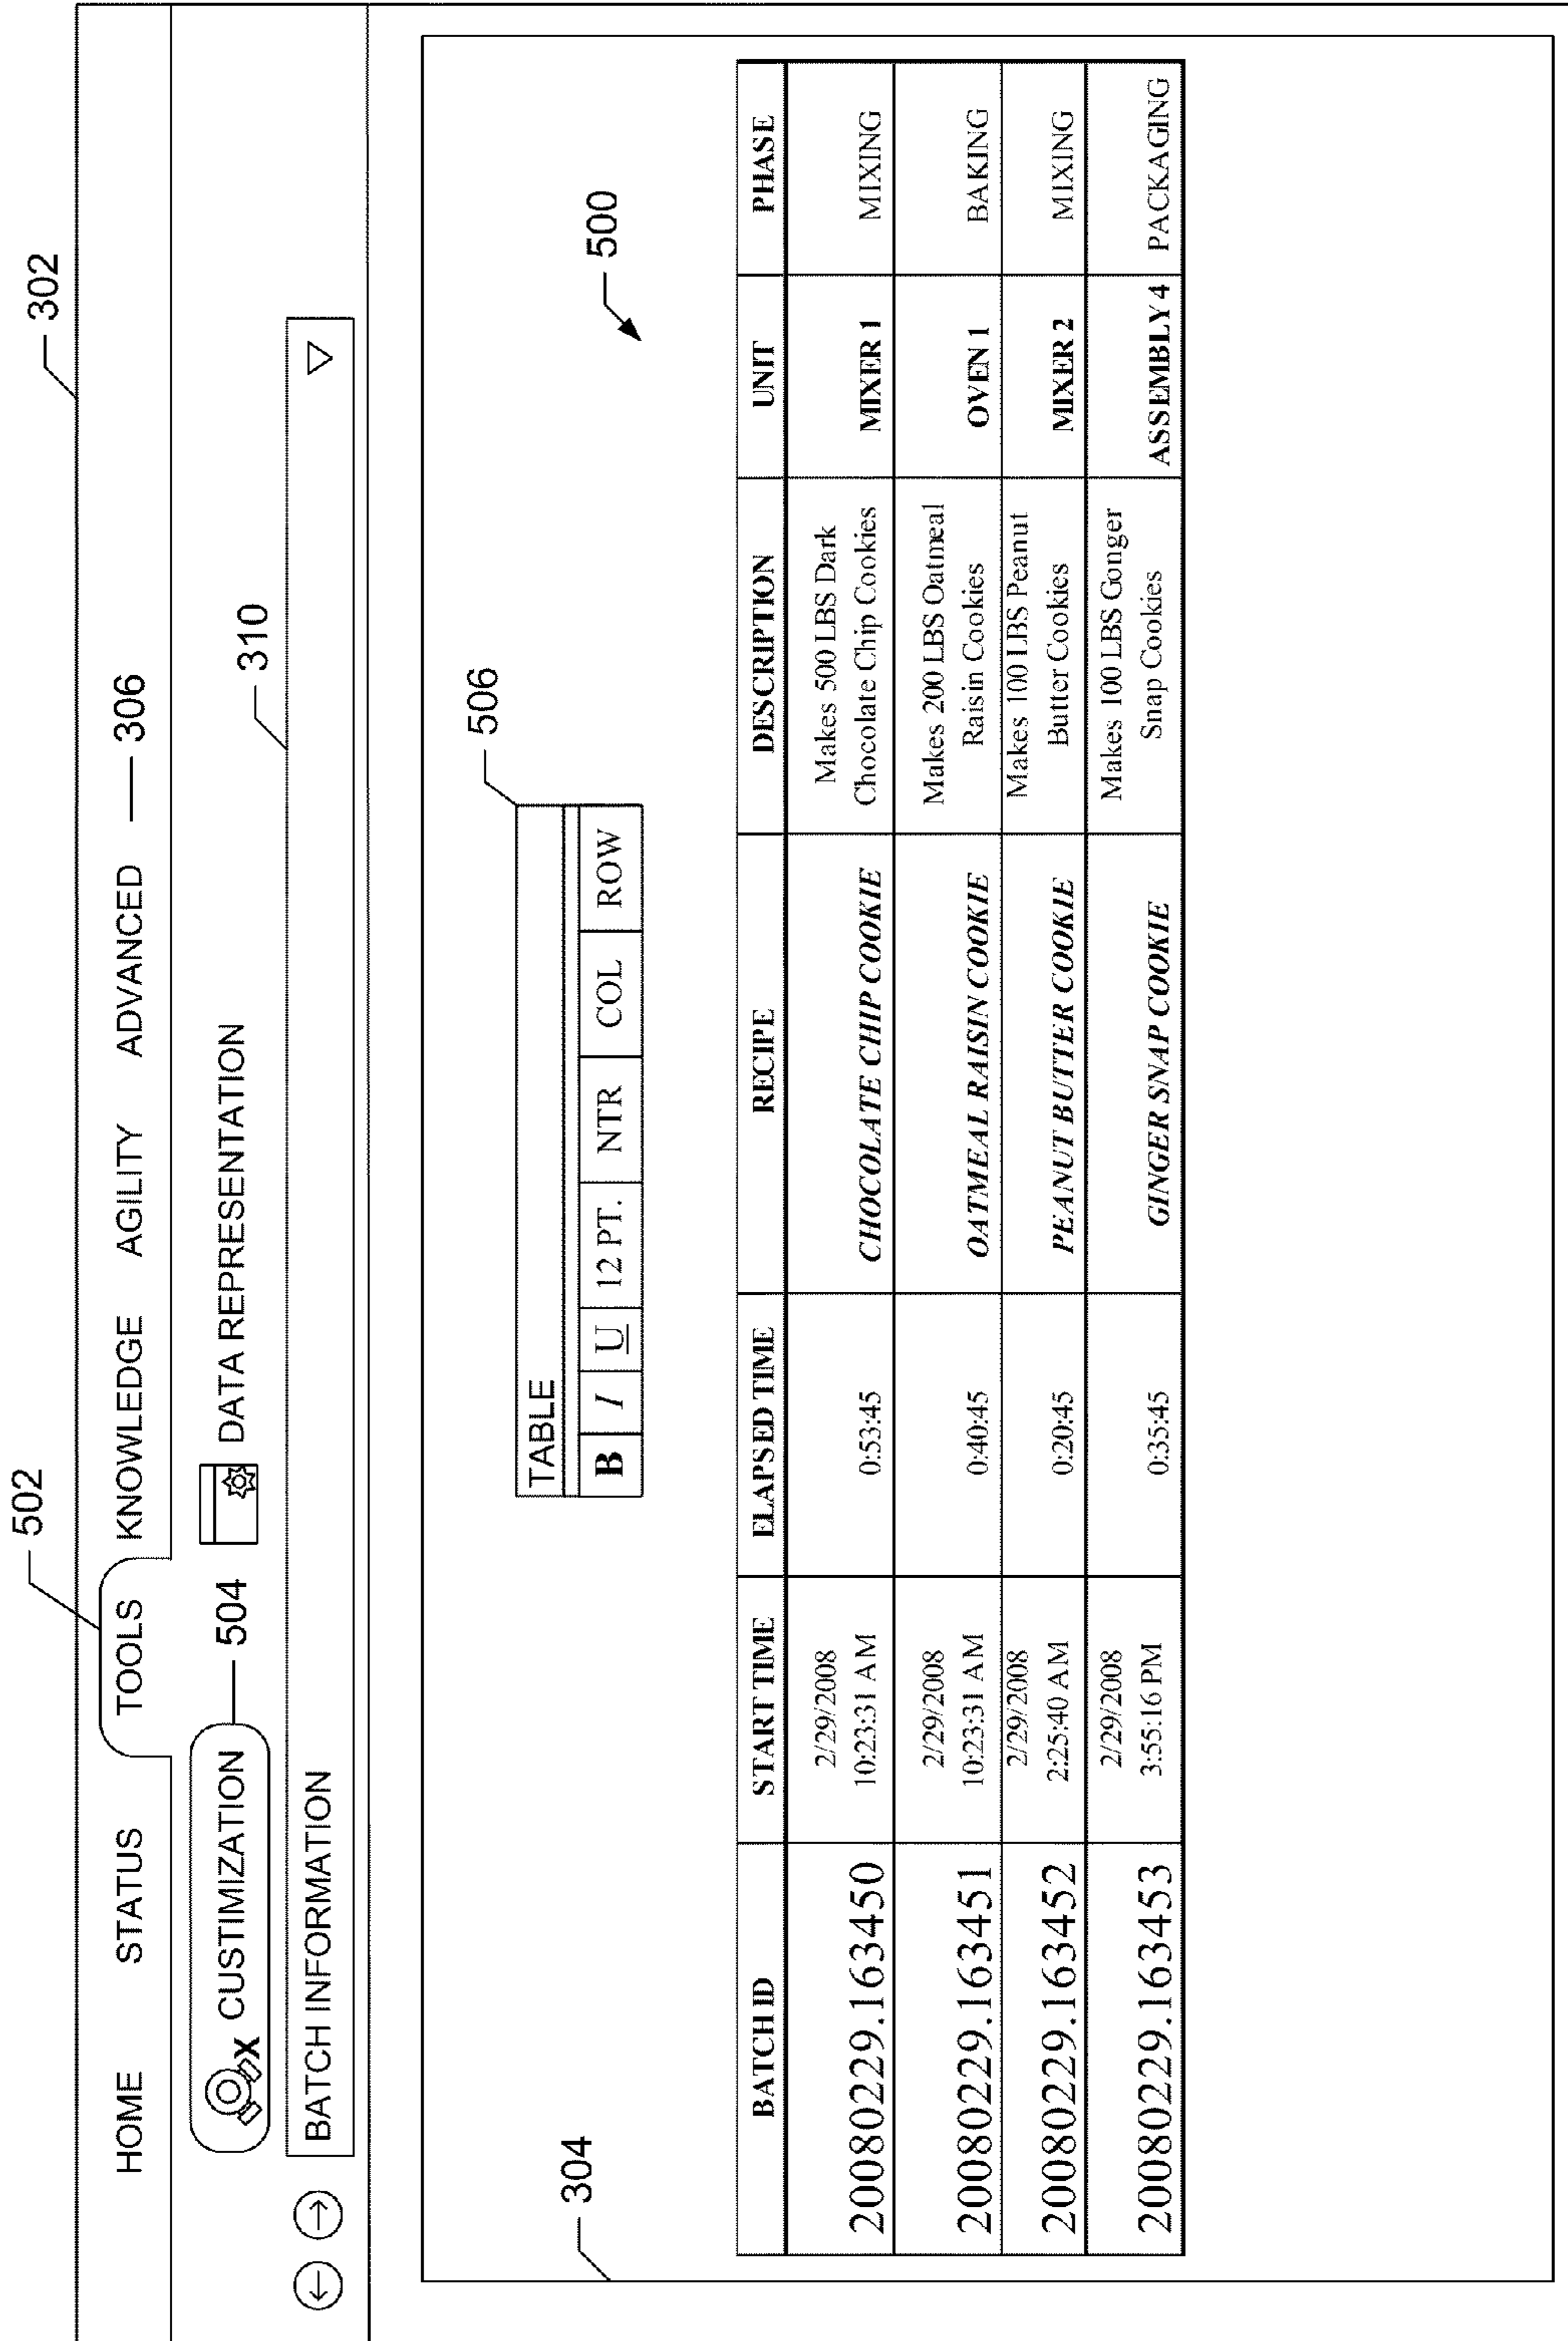 302
502
HOME STATUS TOOLS KNOWLEDGE AGILITY ADVANCED 306
X CUSTIMIZATION 504 DATA REPRESENTATION
310
BATCH INFORMATION
304
506
TABLE
B I U 12 PT. NTR COL ROW
500
BATCH ID START TIME ELAPSED TIME RECIPE DESCRIPTION UNIT PHASE
20080229.163450 2/29/2008 10:23:31 AM 0:53:45 CHOCOLATE CHIP COOKIE Makes 500 LBS Dark Chocolate Chip Cookies MIXER 1 MIXING
20080229.163451 2/29/2008 10:23:31 AM 0:40:45 OATMEAL RAISIN COOKIE Makes 200 LBS Oatmeal Raisin Cookies OVEN 1 BAKING
20080229.163452 2/29/2008 2:25:40 AM 0:20:45 PEANUT BUTTER COOKIE Makes 100 LBS Peanut Butter Cookies MIXER 2 MIXING
20080229.163453 2/29/2008 3:55:16 PM 0:35:45 GINGER SNAP COOKIE Makes 100 LBS Gonger Snap Cookies ASSEMBLY 4 PACKAGING